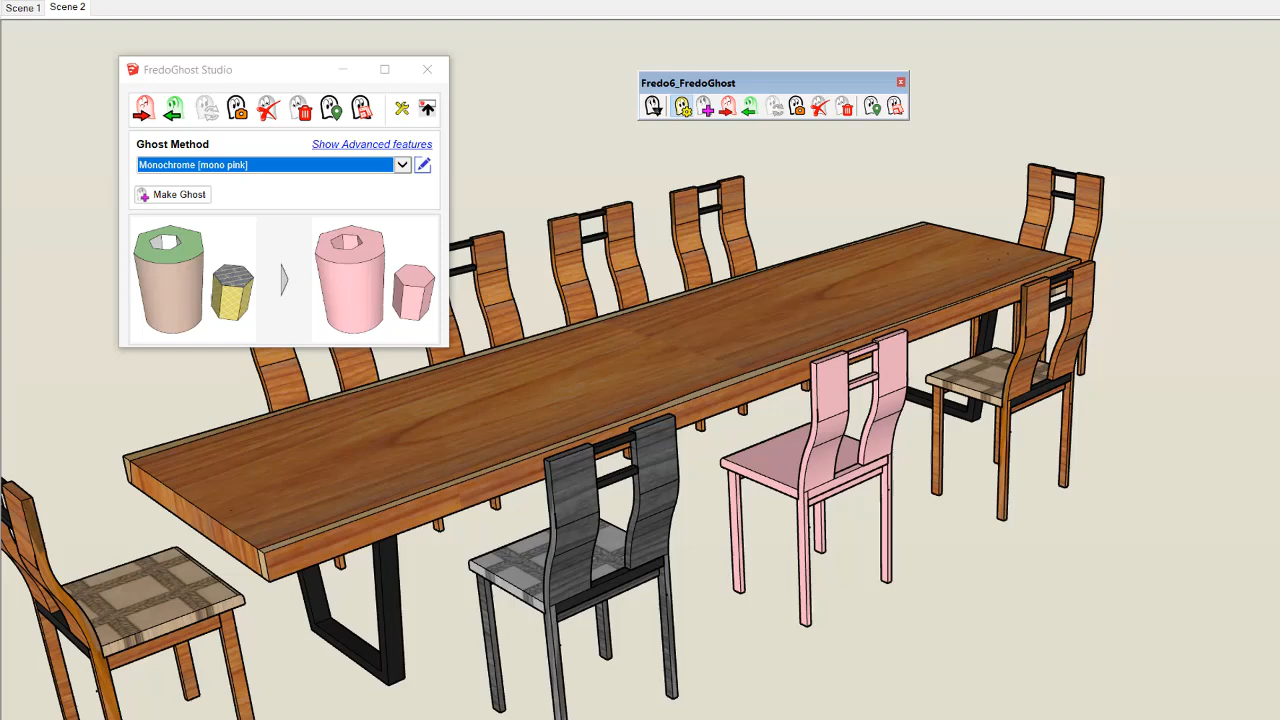 Scene 1
Scene 2
FredoGhost Studio
Fredo6_FredoGhost
Ghost Method
Show Advanced features
Monochrome [mono pink]
Make Ghost